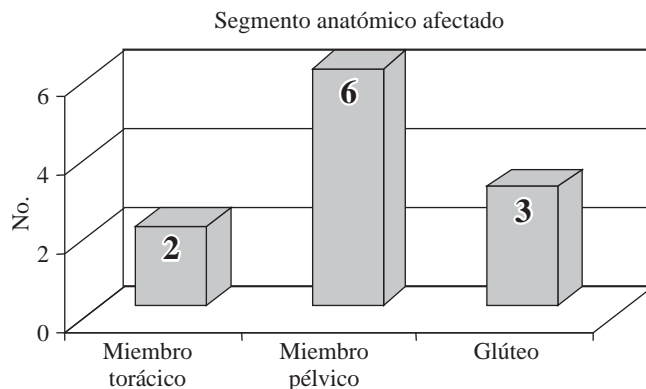 Segmento anatómico afectado
No.
6
4
2
0
2
6
3
Miembro
torácico
Miembro
pélvico
Glúteo